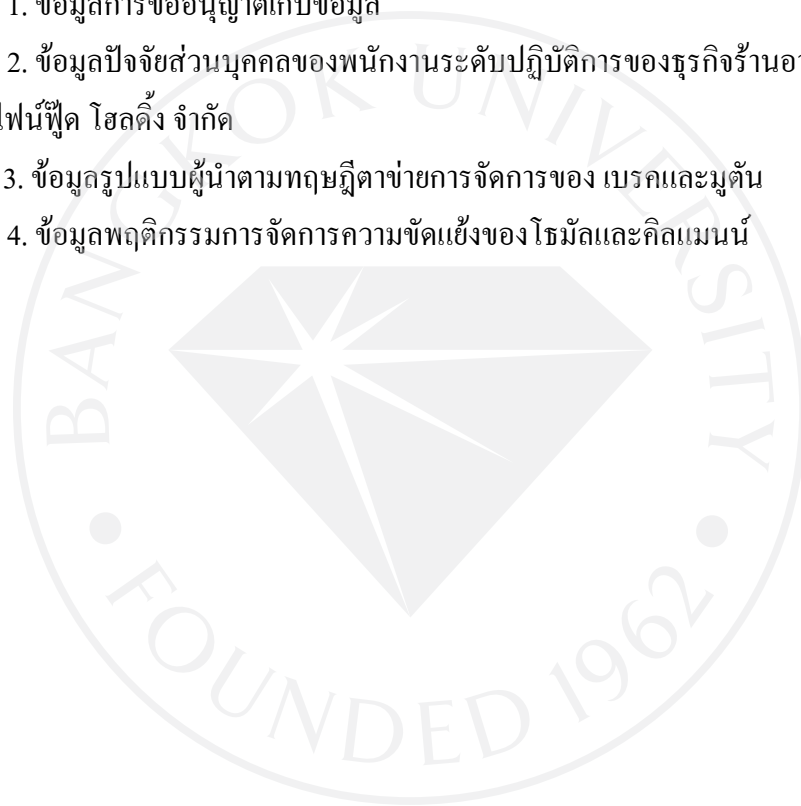 1. ข้อมูลการขออนุญาตเก็บข้อมูล
2. ข้อมูลปัจจัยส่วนบุคคลของพนักงานระดับปฏิบัติการของธุรกิจร้าน
ฟน์ฟู๊ด โฮลดิ้ง จำกัด
3. ข้อมูลรูปแบบผู้นำตามทฤษฎีตาข่ายการจัดการของ เบรคและมูตัน
4. ข้อมูลพฤติกรรมการจัดการความขัดแย้งของโธมัลและคิลแมนน์
BANGKOK UNIVERSITY
FOUNDED 1962